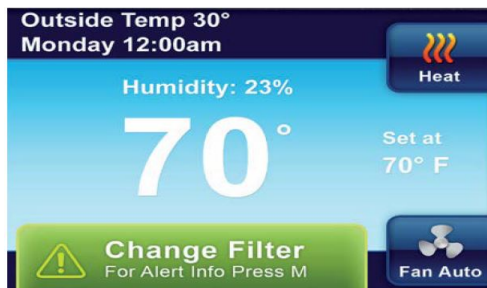 Outside Temp 30°
Monday 12:00am
Heat
Humidity: 23%
70°
Set at
70° F
Change Filter
For Alert Info Press M
Fan Auto